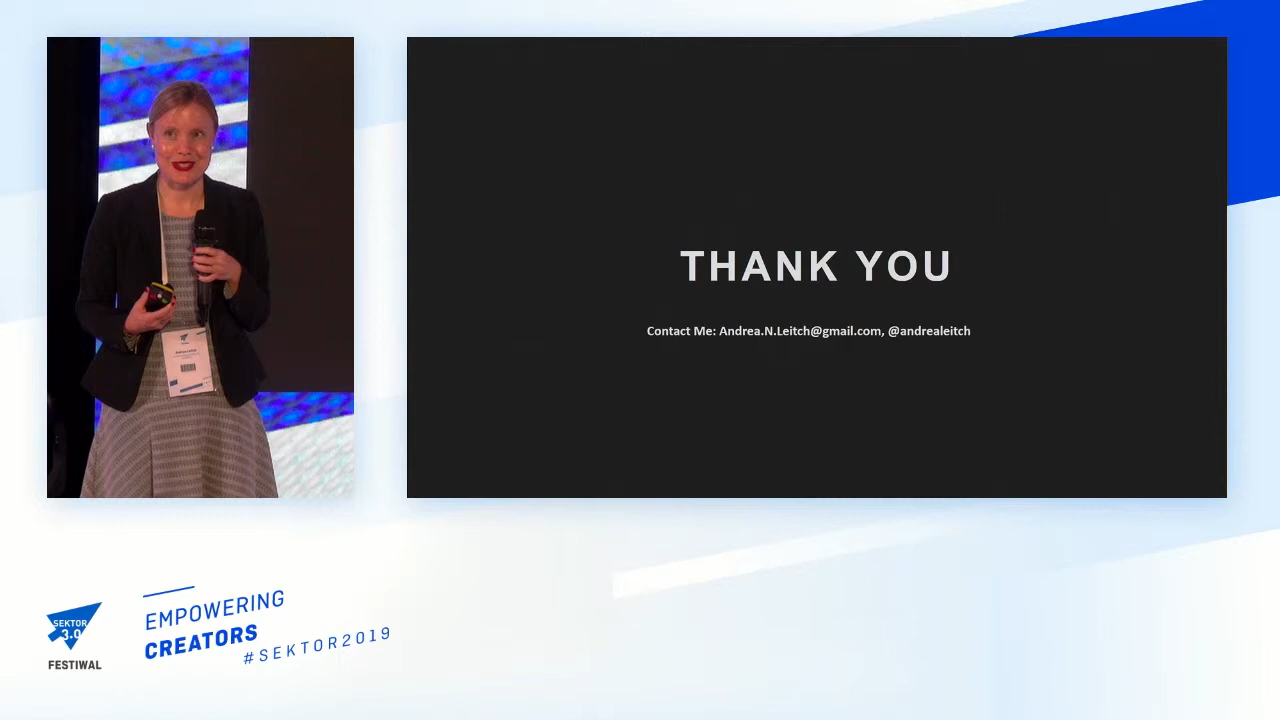 THANK YOU
Contact Me: Andrea.N.Leitch@gmail.com, @andrealeitch
SEKTOR
3.0
FESTIWAL
EMPOWERING
CREATORS
#SEKTOR2019